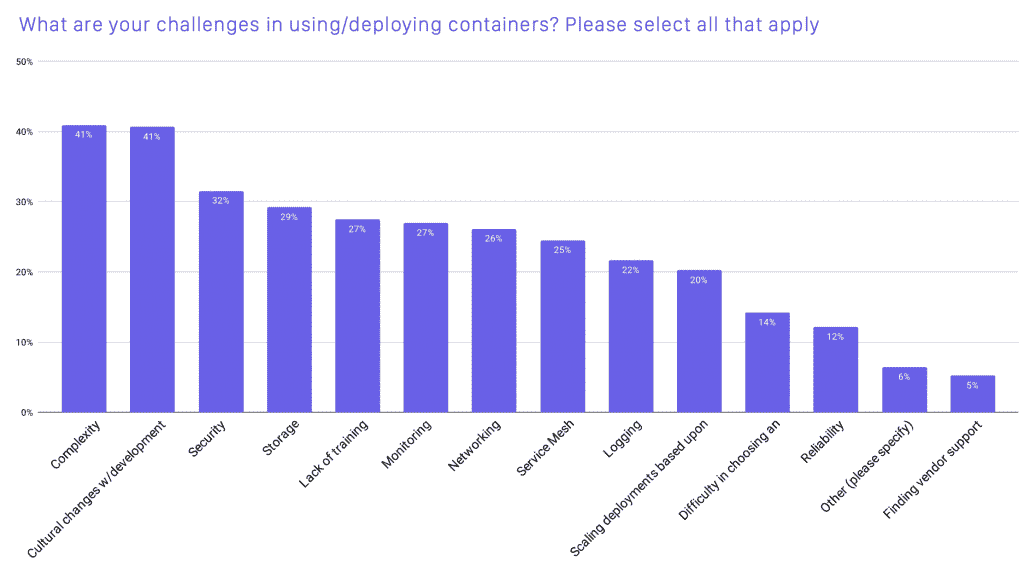 What are your challenges in using/deploying containers? Please select all that apply
50%
40%
30%
20%
10%
0%
41%
41%
32%
29%
27%
27%
26%
25%
22%
20%
14%
12%
6%
5%
Complexity
Cultural changes w/development
Security
Storage
Lack of training
Monitoring
Networking
Service Mesh
Logging
Scaling deployments based upon
Difficulty in choosing an
Reliability
Other (please specify)
Finding vendor support